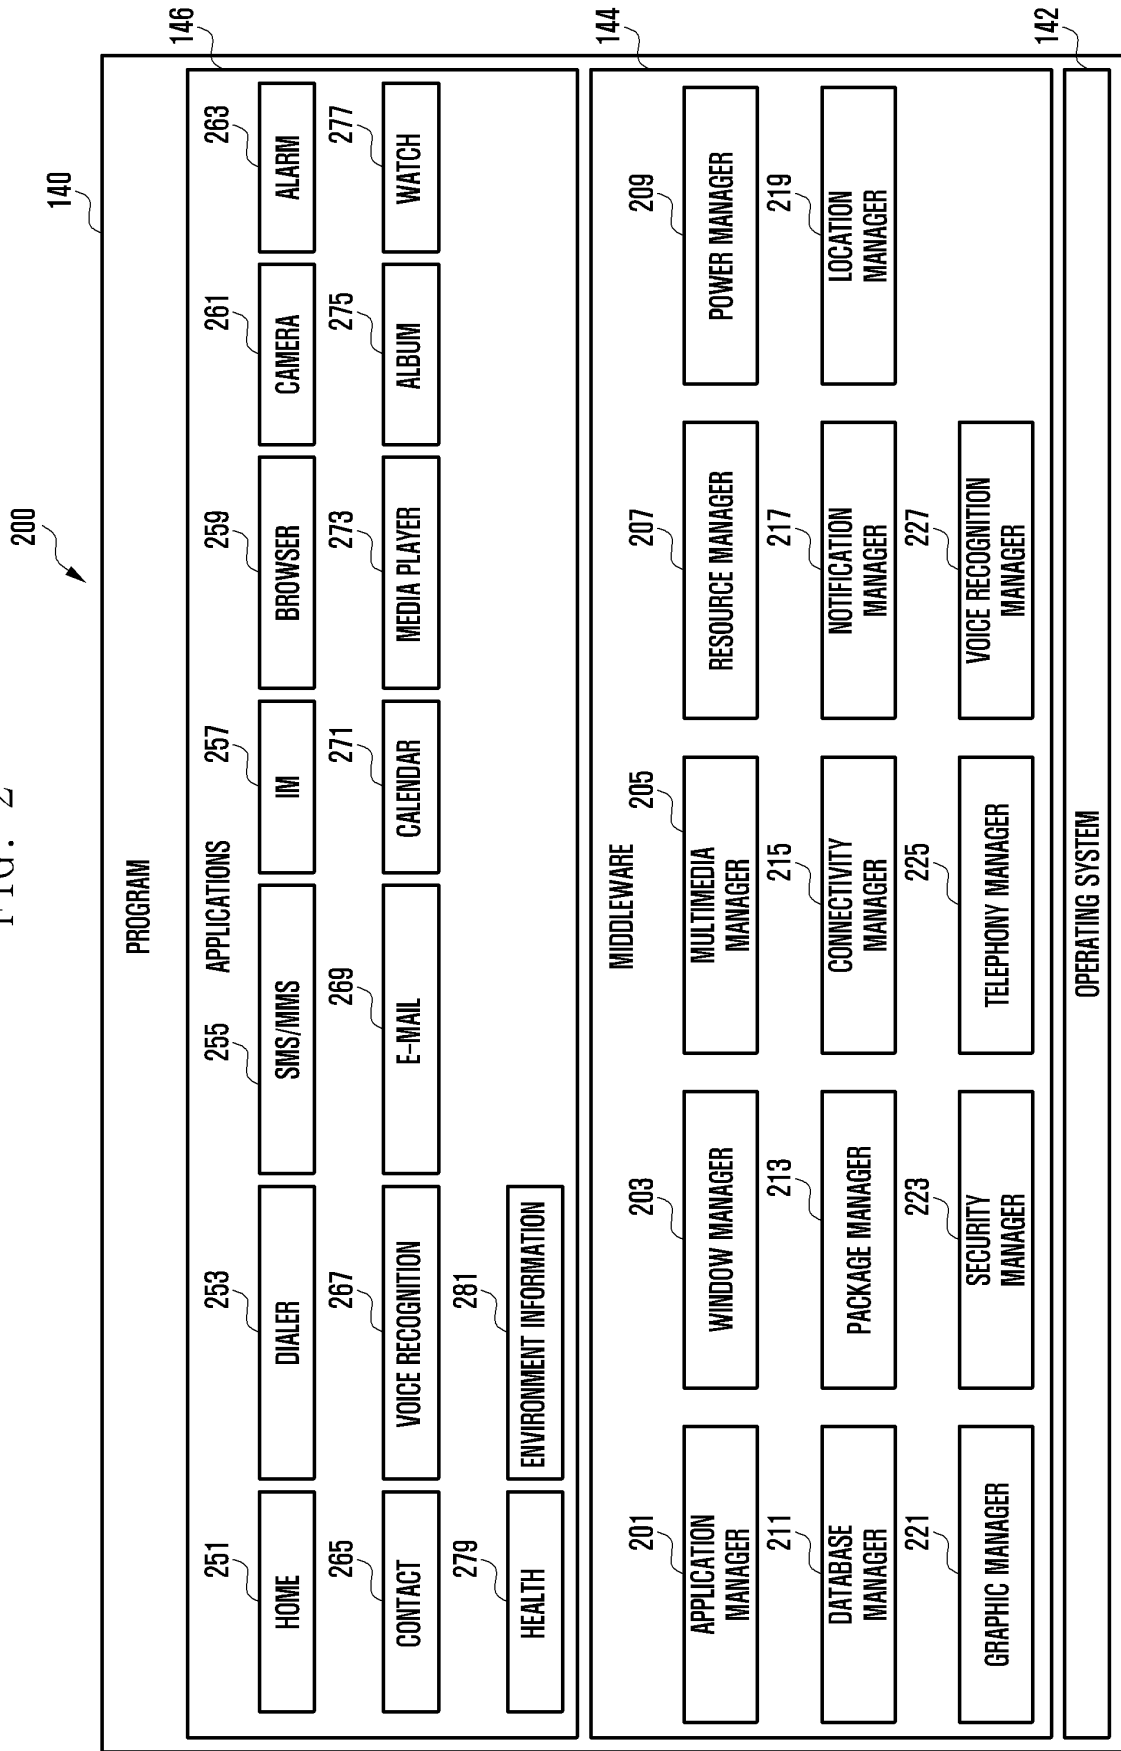 FIG. 2
200
140
PROGRAM
146
APPLICATIONS
251
253
255
257
259
261
263
HOME
DIALER
SMS/MMS
IM
BROWSER
CAMERA
ALARM
265
267
269
271
273
275
277
CONTACT
VOICE RECOGNITION
E-MAIL
CALENDAR
MEDIA PLAYER
ALBUM
WATCH
279
281
HEALTH
ENVIRONMENT INFORMATION
144
MIDDLEWARE
201
203
205
207
209
APPLICATION
MANAGER
WINDOW MANAGER
MULTIMEDIA
MANAGER
RESOURCE MANAGER
POWER MANAGER
211
213
215
217
219
DATABASE
MANAGER
PACKAGE MANAGER
CONNECTIVITY
MANAGER
NOTIFICATION
MANAGER
LOCATION
MANAGER
221
223
225
227
GRAPHIC MANAGER
SECURITY
MANAGER
TELEPHONY MANAGER
VOICE RECOGNITION
MANAGER
142
OPERATING SYSTEM